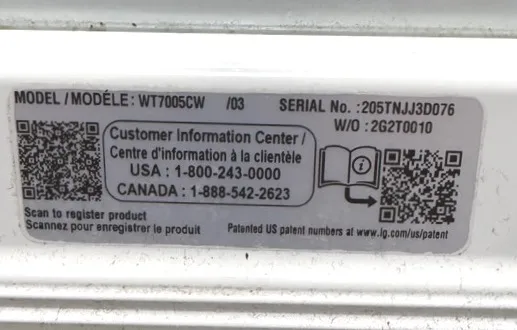 MODEL / MODÈLE: WT7005CW /03 SERIAL No. :205TNJJ3D076
W/O : 2G2T0010
Customer Information Center /
Centre d'information à la clientèle
USA : 1-800-243-0000
CANADA : 1-888-542-2623
i
Scan to register product
Scannez pour enregistrer le produit
Patented US patent numbers at www.lg.com/us/patent